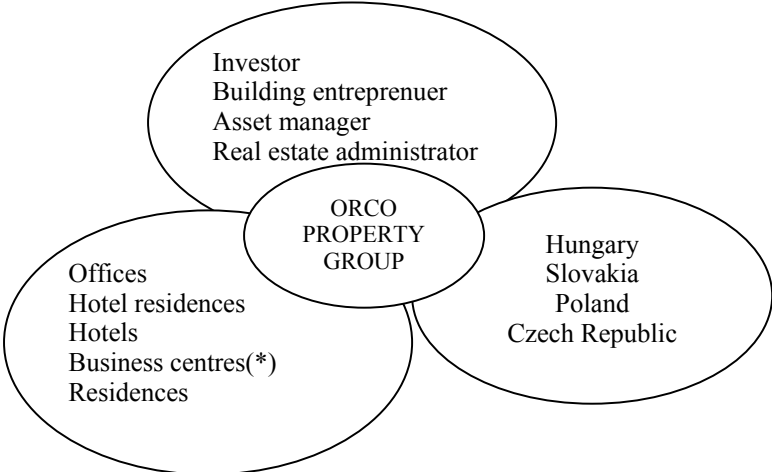 Investor
Building entreprenuer
Asset manager
Real estate administrator
ORCO
PROPERTY
GROUP
Offices
Hotel residences
Hotels
Business centres(*)
Residences
Hungary
Slovakia
Poland
Czech Republic